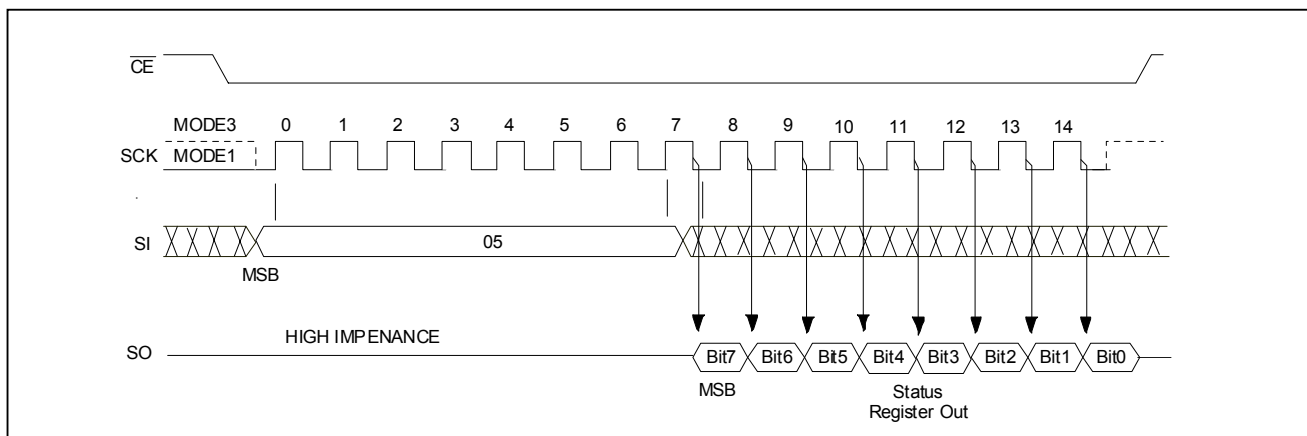 CE
MODE3 0 1 2 3 4 5 6 7 8 9 10 11 12 13 14
SCK MODE1
SI 05
MSB
HIGH IMPENANCE
SO Bit7 Bit6 Bit5 Bit4 Bit3 Bit2 Bit1 Bit0
MSB Status
Register Out